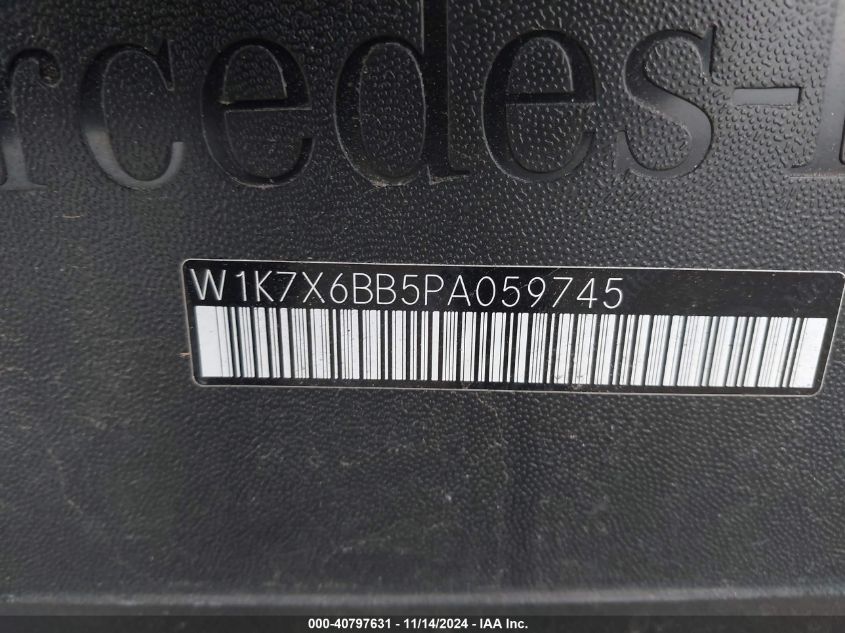 rcedes-
W1K7X6BB5PA059745
000-40797631 - 11/14/2024 - IAA Inc.